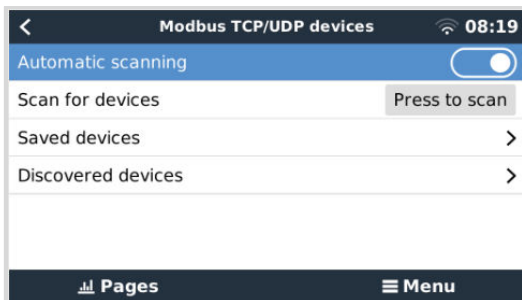 Modbus TCP/UDP devices 08:19
Automatic scanning
Scan for devices Press to scan
Saved devices
Discovered devices
Pages Menu